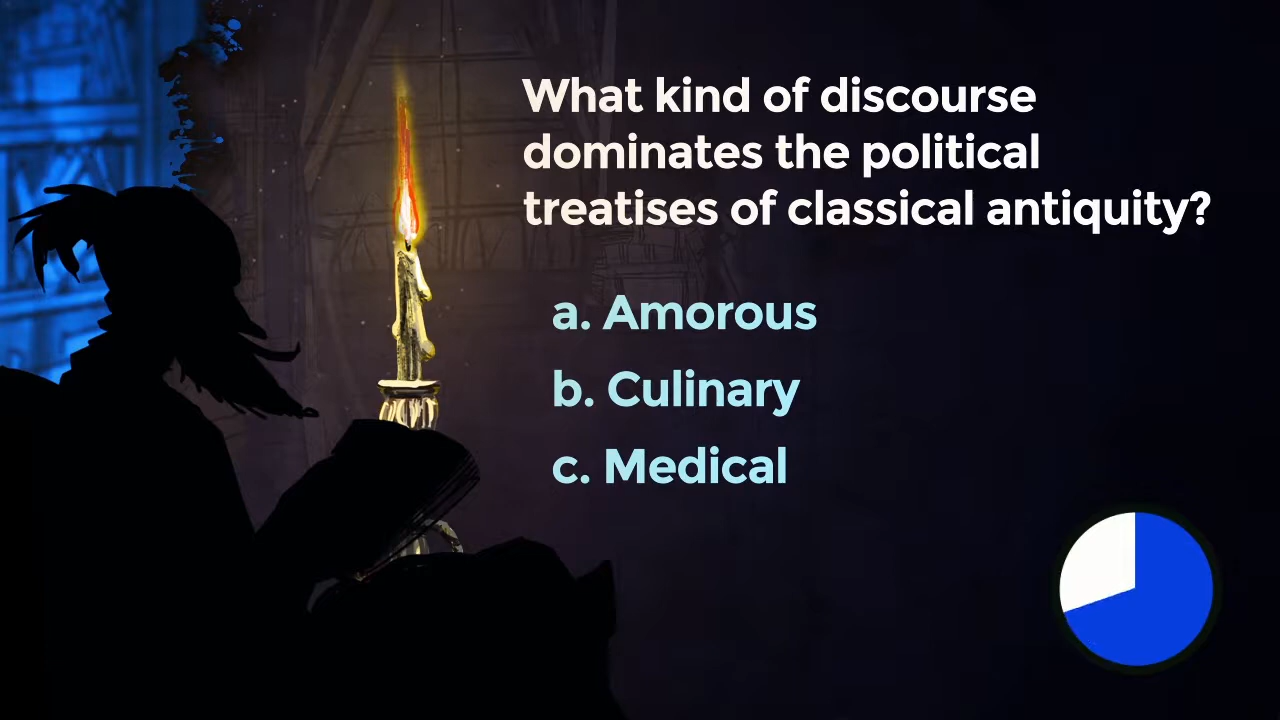 What kind of discourse
dominates the political
treatises of classical antiquity?
a. Amorous
b. Culinary
c. Medical